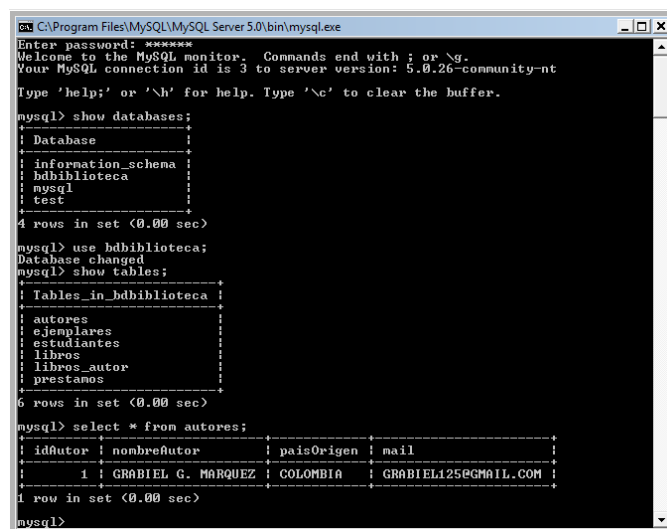 C:\Program Files\MySQL\MySQL Server 5.0\bin\mysql.exe
Enter password: ******
Welcome to the MySQL monitor.  Commands end with ; or \g.
Your MySQL connection id is 3 to server version: 5.0.26-community-nt
Type 'help;' or '\h' for help. Type '\c' to clear the buffer.
mysql> show databases;
+--------------------+
| Database           |
+--------------------+
| information_schema |
| bdbiblioteca       |
| mysql              |
| test               |
+--------------------+
4 rows in set (0.00 sec)
mysql> use bdbiblioteca;
Database changed
mysql> show tables;
+------------------------+
| Tables_in_bdbiblioteca |
+------------------------+
| autores                |
| ejemplares             |
| estudiantes            |
| libros                 |
| libros_autor           |
| prestamos              |
+------------------------+
6 rows in set (0.00 sec)
mysql> select * from autores;
+---------+--------------------+------------+----------------------+
| idAutor | nombreAutor        | paisOrigen | mail                 |
+---------+--------------------+------------+----------------------+
|       1 | GRABIEL G. MARQUEZ | COLOMBIA   | GRABIEL125@GMAIL.COM |
+---------+--------------------+------------+----------------------+
1 row in set (0.00 sec)
mysql>